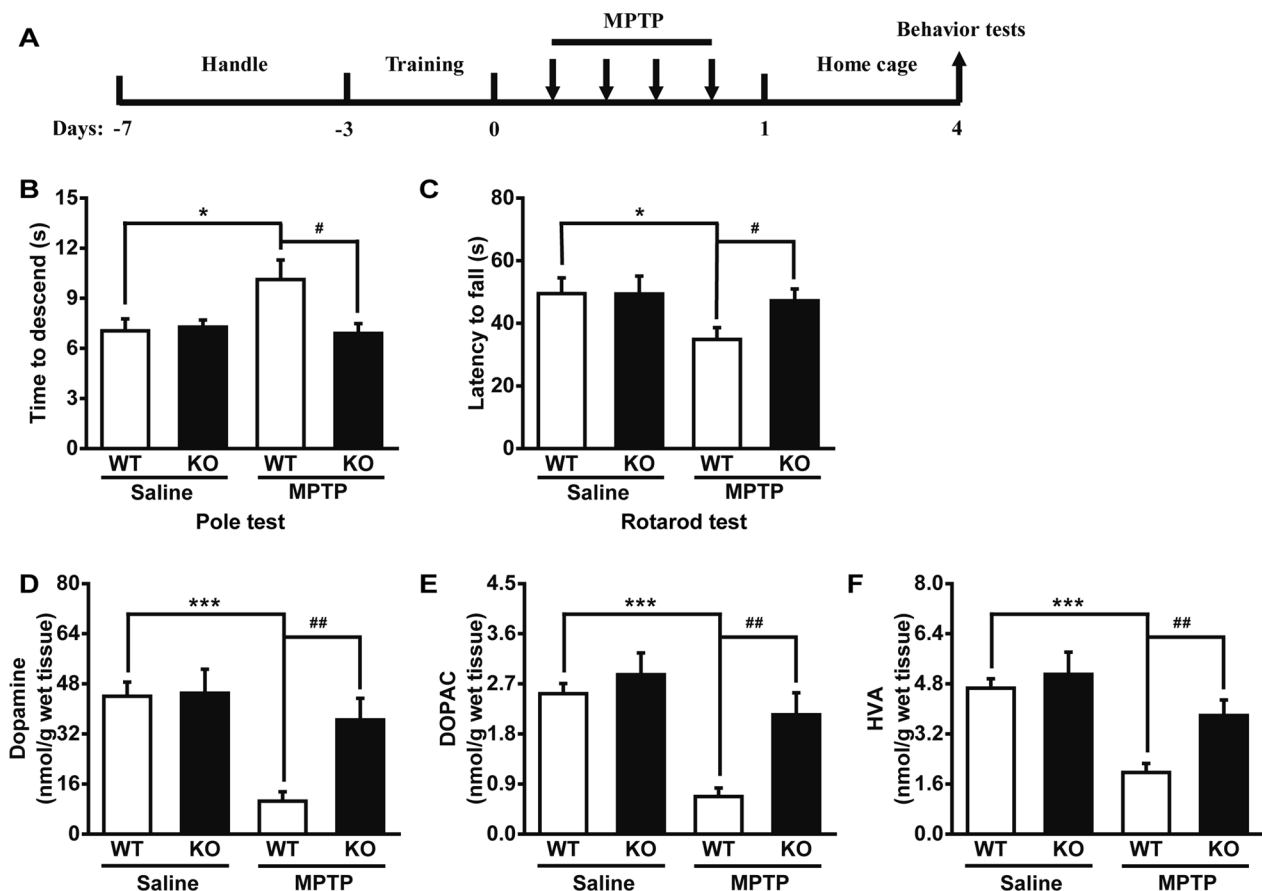 A
MPTP
Behavior tests
Handle
Training
Home cage
Days: -7
-3
0
1
4
B
15
12
9
6
3
0
Time to descend (s)
*
#
WT
KO
WT
KO
Saline
MPTP
Pole test
C
80
60
40
20
0
Latency to fall (s)
*
#
WT
KO
WT
KO
Saline
MPTP
Rotarod test
D
80
64
48
32
16
0
Dopamine
(nmol/g wet tissue)
***
##
WT
KO
WT
KO
Saline
MPTP
E
4.5
3.6
2.7
1.8
0.9
0.0
DOPAC
(nmol/g wet tissue)
***
##
WT
KO
WT
KO
Saline
MPTP
F
8.0
6.4
4.8
3.2
1.6
0.0
HVA
(nmol/g wet tissue)
***
##
WT
KO
WT
KO
Saline
MPTP